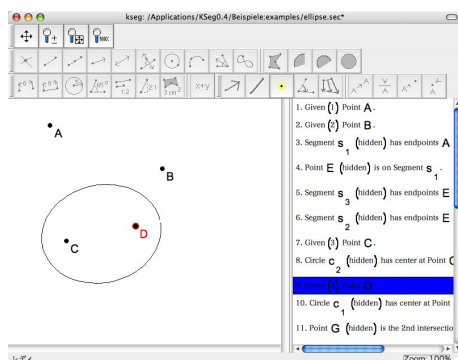 kseg: /Applications/KSeg0.4/Beispiele:examples/ellipse.sec*
x+y
A
B
C
D
1. Given (1) Point A.
2. Given (2) Point B.
3. Segment s1 (hidden) has endpoints A
4. Point E (hidden) is on Segment s1.
5. Segment s3 (hidden) has endpoints E
6. Segment s2 (hidden) has endpoints E
7. Given (3) Point C.
8. Circle c2 (hidden) has center at Point C
9. Given (4) Point D.
10. Circle c1 (hidden) has center at Point
11. Point G (hidden) is the 2nd intersectio
レディ
Zoom: 100%